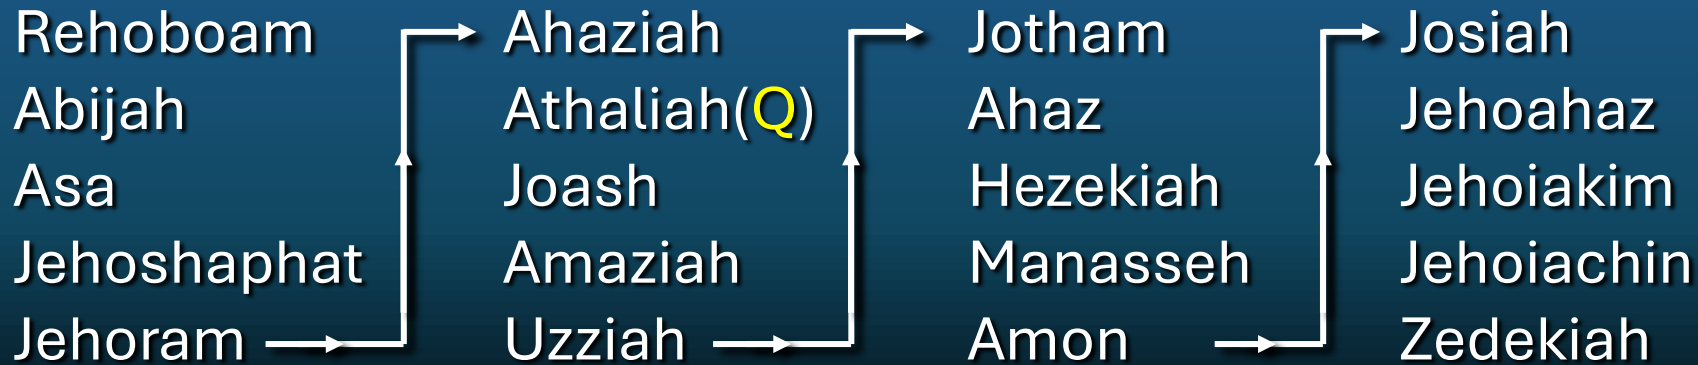 Rehoboam
Abijah
Asa
Jehoshaphat
Jehoram
Ahaziah
Athaliah(Q)
Joash
Amaziah
Uzziah
Jotham
Ahaz
Hezekiah
Manasseh
Amon
Josiah
Jehoahaz
Jehoiakim
Jehoiachin
Zedekiah